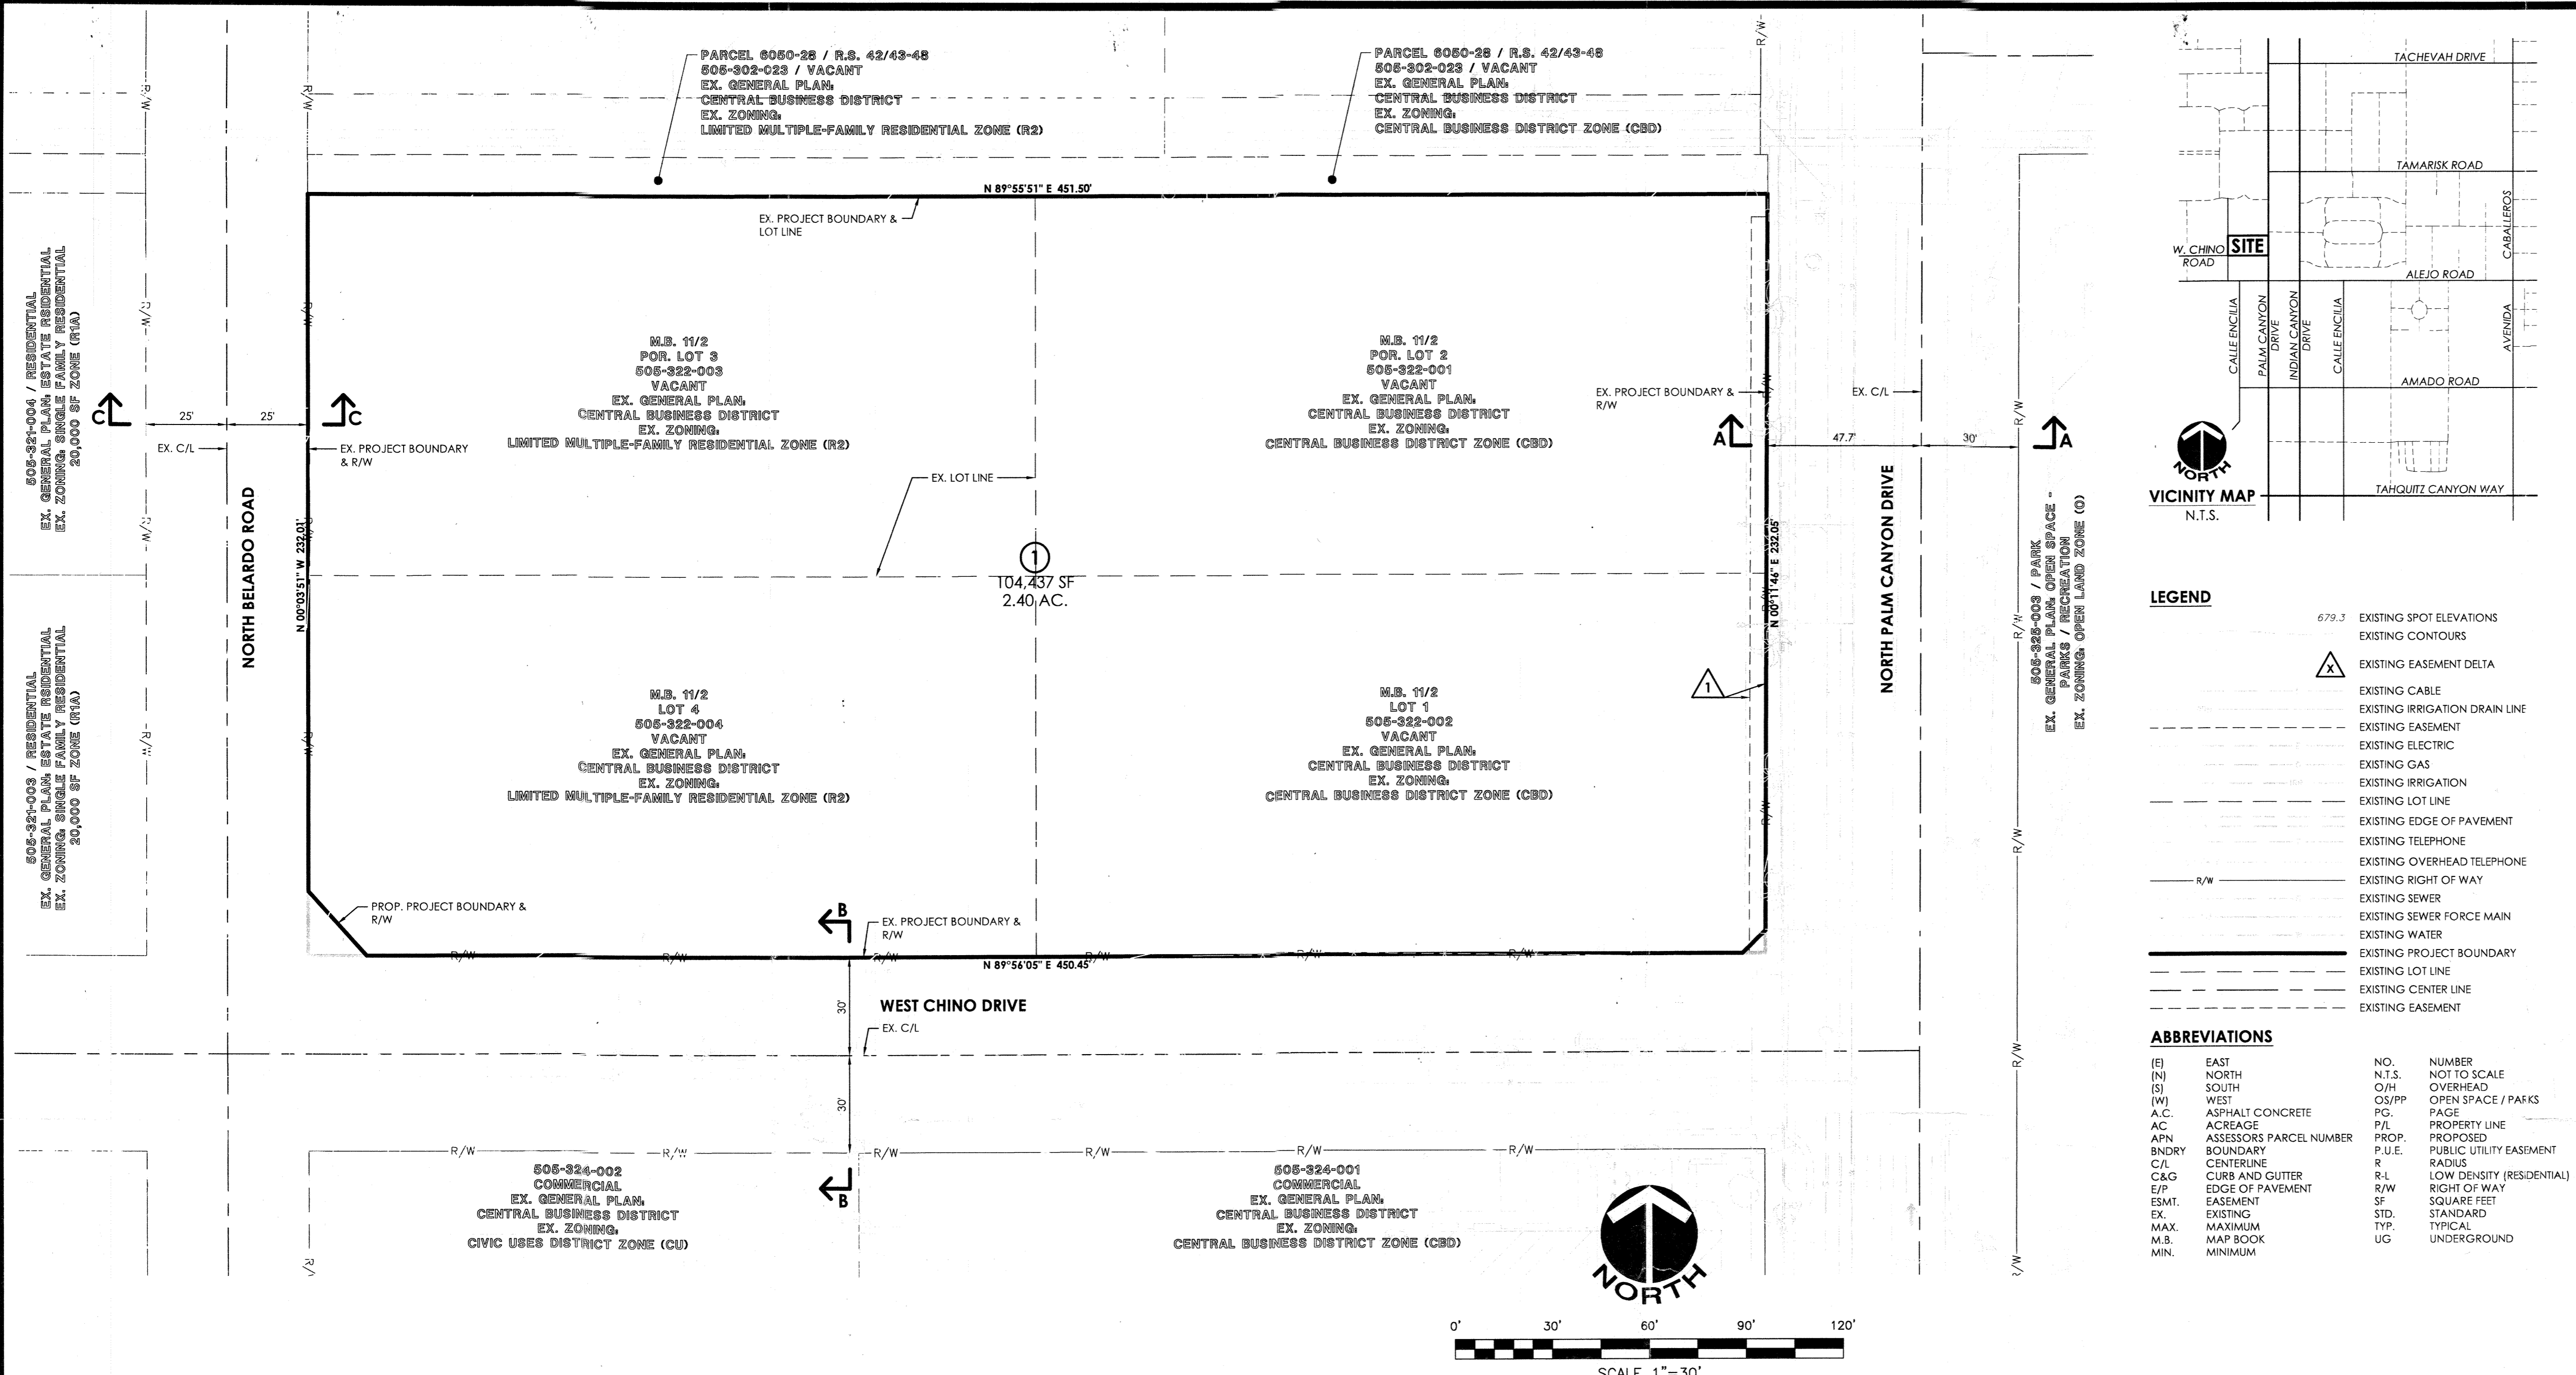 PARCEL 6050-28 / R.S. 42/43-48
505-302-023 / VACANT
EX. GENERAL PLAN:
CENTRAL BUSINESS DISTRICT
EX. ZONING:
LIMITED MULTIPLE-FAMILY RESIDENTIAL ZONE (R2)
PARCEL 6050-28 / R.S. 42/43-48
505-302-023 / VACANT
EX. GENERAL PLAN:
CENTRAL BUSINESS DISTRICT
EX. ZONING:
CENTRAL BUSINESS DISTRICT ZONE (CBD)
N 89°55'51" E 451.50'
EX. PROJECT BOUNDARY &
LOT LINE
505-321-004 / RESIDENTIAL
EX. GENERAL PLAN: ESTATE RSIDENTIAL
EX. ZONING: SINGLE FAMILY RESIDENTIAL
20,000 SF ZONE (R1A)
505-321-003 / RESIDENTIAL
EX. GENERAL PLAN: ESTATE RSIDENTIAL
EX. ZONING: SINGLE FAMILY RESIDENTIAL
20,000 SF ZONE (R1A)
C
C
25'
25'
EX. C/L
EX. PROJECT BOUNDARY
& R/W
NORTH BELARDO ROAD
N 00°03'51" W 232.01'
M.B. 11/2
POR. LOT 3
505-322-003
VACANT
EX. GENERAL PLAN:
CENTRAL BUSINESS DISTRICT
EX. ZONING:
LIMITED MULTIPLE-FAMILY RESIDENTIAL ZONE (R2)
M.B. 11/2
POR. LOT 2
505-322-001
VACANT
EX. GENERAL PLAN:
CENTRAL BUSINESS DISTRICT
EX. ZONING:
CENTRAL BUSINESS DISTRICT ZONE (CBD)
EX. PROJECT BOUNDARY &
R/W
EX. C/L
A
A
47.7'
30'
EX. LOT LINE
1
104,437 SF
2.40 AC.
N 00°11'46" E 232.05'
NORTH PALM CANYON DRIVE
505-325-003 / PARK
EX. GENERAL PLAN: OPEN SPACE -
PARKS / RECREATION
EX. ZONING: OPEN LAND ZONE (O)
M.B. 11/2
LOT 4
505-322-004
VACANT
EX. GENERAL PLAN:
CENTRAL BUSINESS DISTRICT
EX. ZONING:
LIMITED MULTIPLE-FAMILY RESIDENTIAL ZONE (R2)
M.B. 11/2
LOT 1
505-322-002
VACANT
EX. GENERAL PLAN:
CENTRAL BUSINESS DISTRICT
EX. ZONING:
CENTRAL BUSINESS DISTRICT ZONE (CBD)
1
PROP. PROJECT BOUNDARY &
R/W
B
EX. PROJECT BOUNDARY &
R/W
R/W R/W R/W R/W R/W R/W
N 89°56'05" E 450.45'
30'
WEST CHINO DRIVE
EX. C/L
30'
R/W R/W R/W R/W R/W R/W
B
505-324-002
COMMERCIAL
EX. GENERAL PLAN:
CENTRAL BUSINESS DISTRICT
EX. ZONING:
CIVIC USES DISTRICT ZONE (CU)
505-324-001
COMMERCIAL
EX. GENERAL PLAN:
CENTRAL BUSINESS DISTRICT
EX. ZONING:
CENTRAL BUSINESS DISTRICT ZONE (CBD)
NORTH
0' 30' 60' 90' 120'
SCALE 1"=30'
TACHEVAH DRIVE
TAMARISK ROAD
W. CHINO
ROAD
SITE
CABALLEROS
ALEJO ROAD
CALLE ENCILIA
PALM CANYON
DRIVE
INDIAN CANYON
DRIVE
CALLE ENCILIA
AVENIDA
AMADO ROAD
NORTH
TAHQUITZ CANYON WAY
VICINITY MAP
N.T.S.
LEGEND
679.3 EXISTING SPOT ELEVATIONS
EXISTING CONTOURS
X EXISTING EASEMENT DELTA
EXISTING CABLE
EXISTING IRRIGATION DRAIN LINE
EXISTING EASEMENT
EXISTING ELECTRIC
EXISTING GAS
EXISTING IRRIGATION
EXISTING LOT LINE
EXISTING EDGE OF PAVEMENT
EXISTING TELEPHONE
EXISTING OVERHEAD TELEPHONE
R/W EXISTING RIGHT OF WAY
EXISTING SEWER
EXISTING SEWER FORCE MAIN
EXISTING WATER
EXISTING PROJECT BOUNDARY
EXISTING LOT LINE
EXISTING CENTER LINE
EXISTING EASEMENT
ABBREVIATIONS
(E) EAST
(N) NORTH
(S) SOUTH
(W) WEST
A.C. ASPHALT CONCRETE
AC ACREAGE
APN ASSESSORS PARCEL NUMBER
BNDRY BOUNDARY
C/L CENTERLINE
C&G CURB AND GUTTER
E/P EDGE OF PAVEMENT
ESMT. EASEMENT
EX. EXISTING
MAX. MAXIMUM
M.B. MAP BOOK
MIN. MINIMUM
NO. NUMBER
N.T.S. NOT TO SCALE
O/H OVERHEAD
OS/PP OPEN SPACE / PARKS
PG. PAGE
P/L PROPERTY LINE
PROP. PROPOSED
P.U.E. PUBLIC UTILITY EASEMENT
R RADIUS
R-L LOW DENSITY (RESIDENTIAL)
R/W RIGHT OF WAY
SF SQUARE FEET
STD. STANDARD
TYP. TYPICAL
UG UNDERGROUND